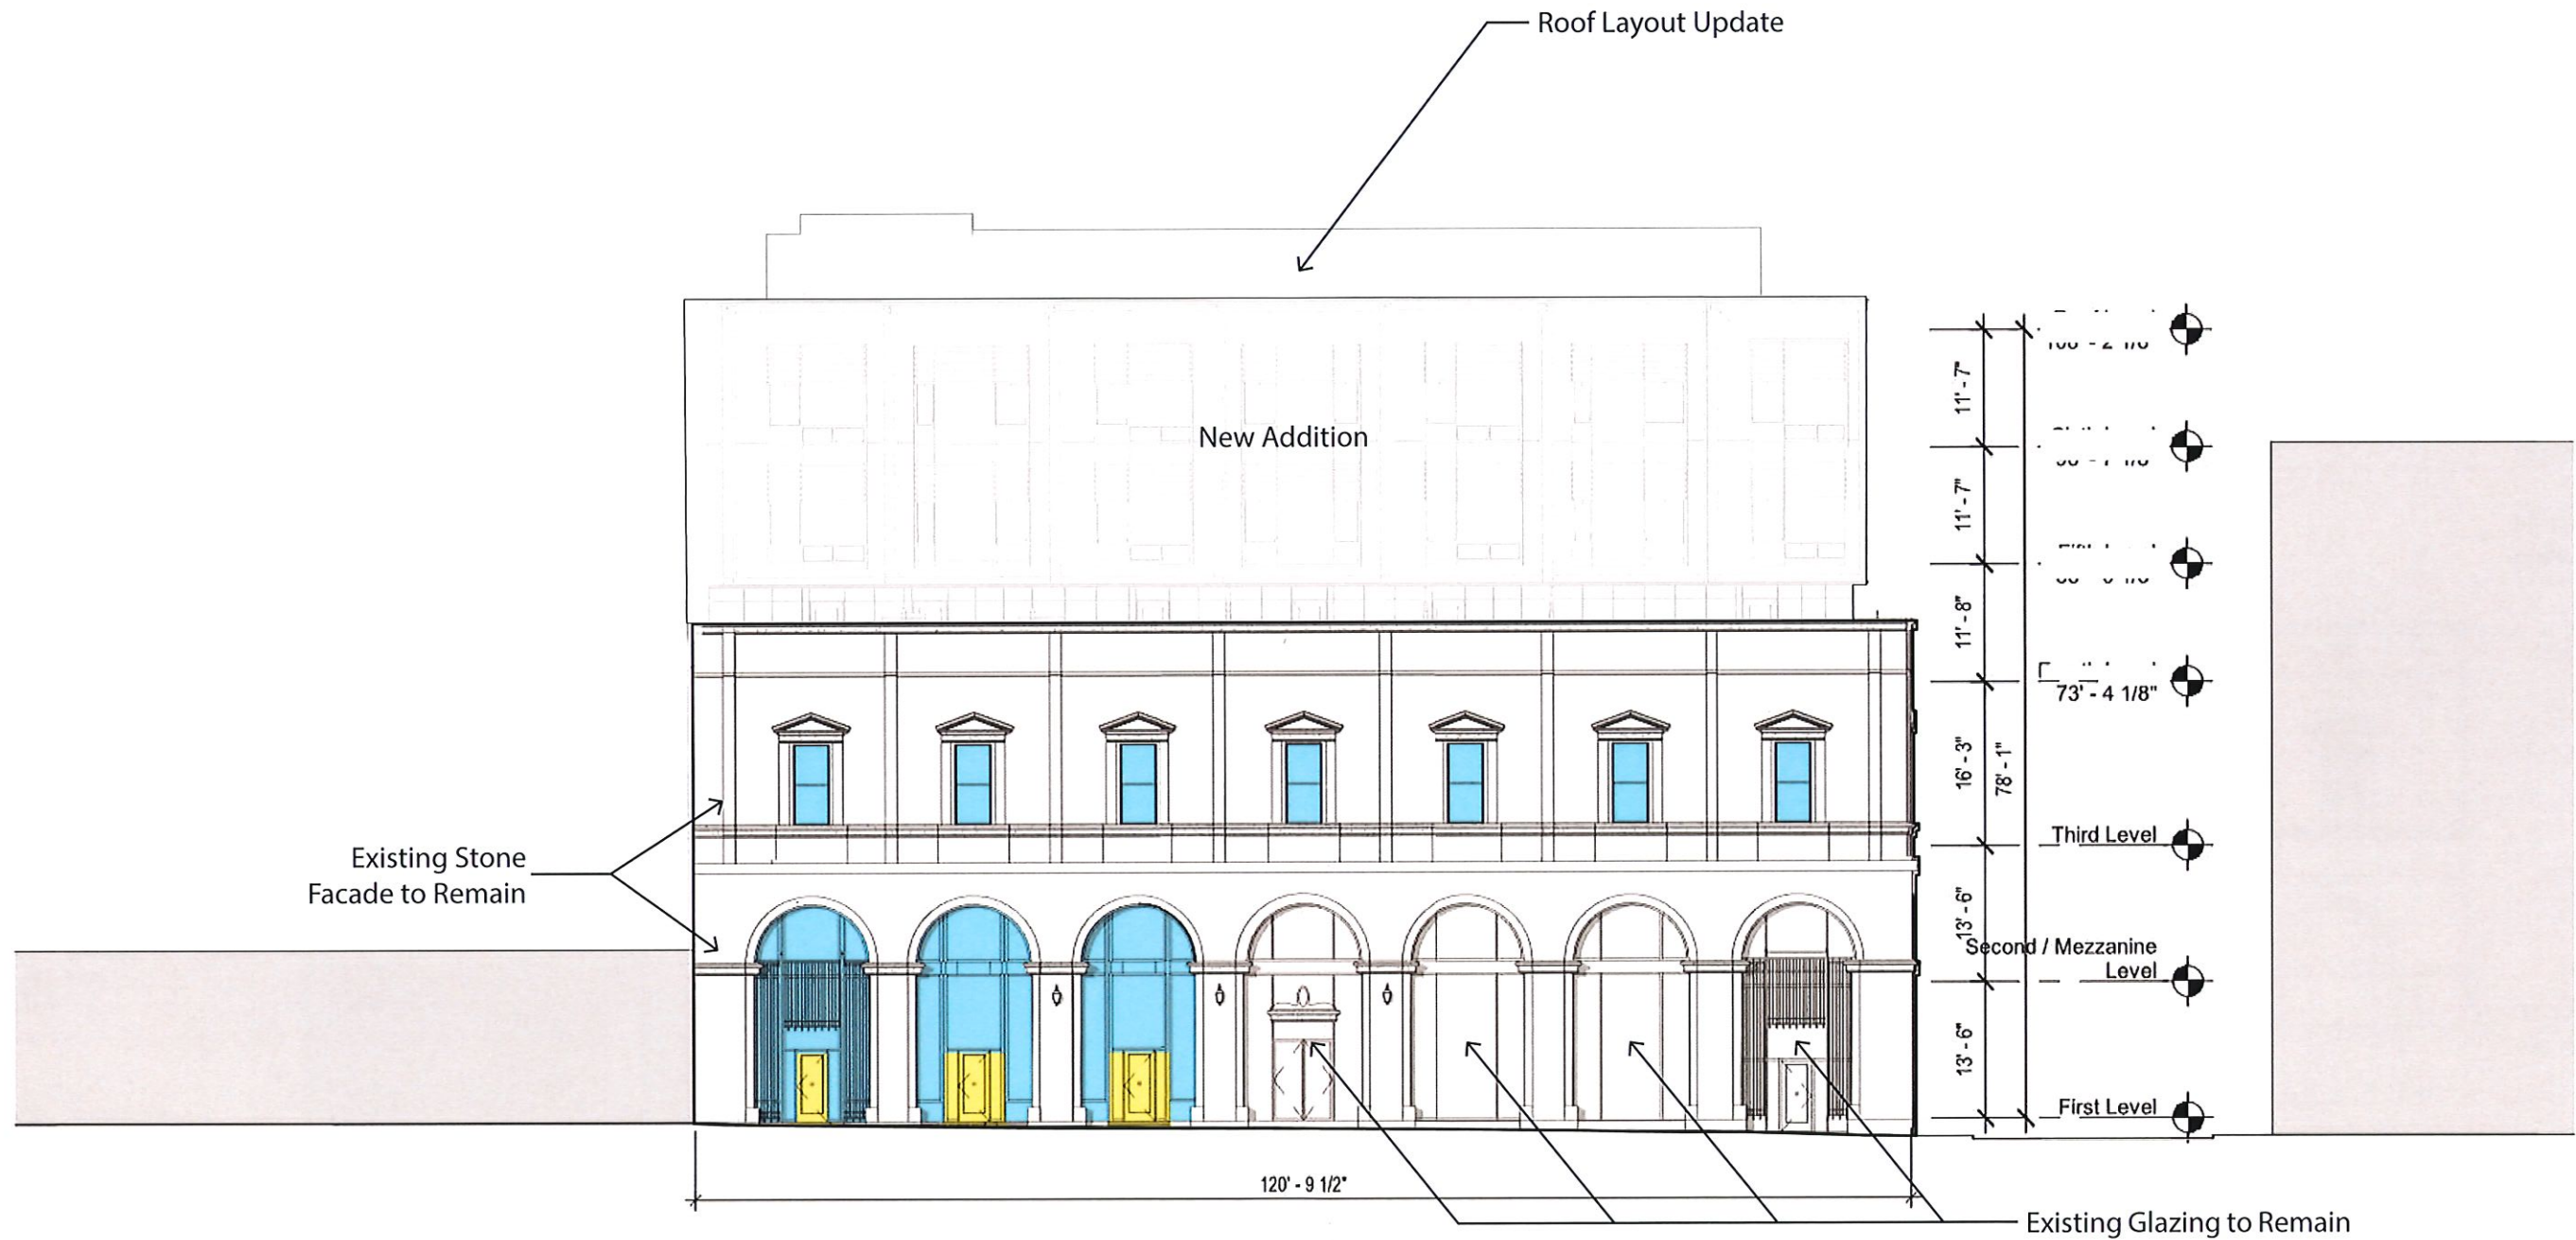 Roof Layout Update
11' - 7"
New Addition
11' - 7"
11' - 8"
73' - 4 1/8"
16' - 3"
78' - 1"
Third Level
Existing Stone
Facade to Remain
13' - 6"
Second / Mezzanine
Level
13' - 6"
First Level
120' - 9 1/2"
Existing Glazing to Remain